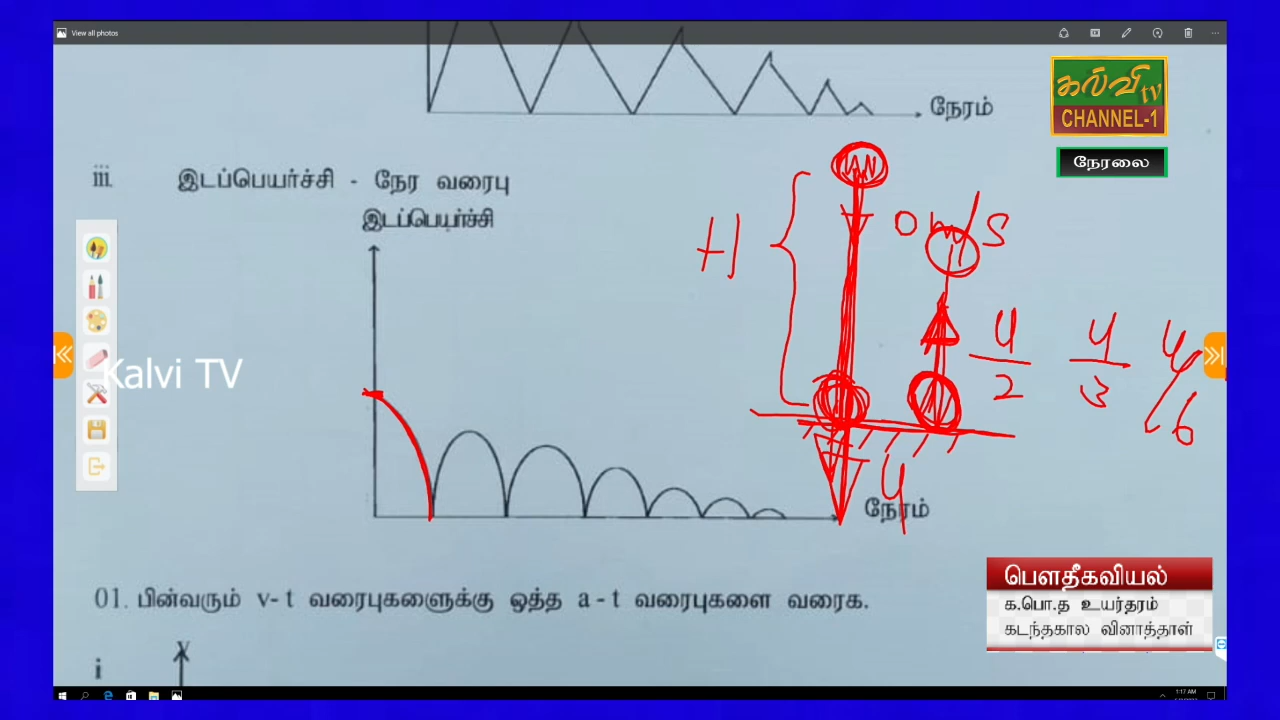 View all photos
கல்வி tv
CHANNEL-1
நேரலை
நேரம்
iii. இடப்பெயர்ச்சி - நேர வரைபு
இடப்பெயர்ச்சி
H
0 m/s
Kalvi TV
4/2 4/3 4/6
4
நேரம்
01. பின்வரும் v-t வரைபுகளுக்கு ஒத்த a-t வரைபுகளை வரைக.
i v
பௌதீகவியல்
க.பொ.த உயர்தரம்
கடந்தகால வினாத்தாள்
1:17 AM